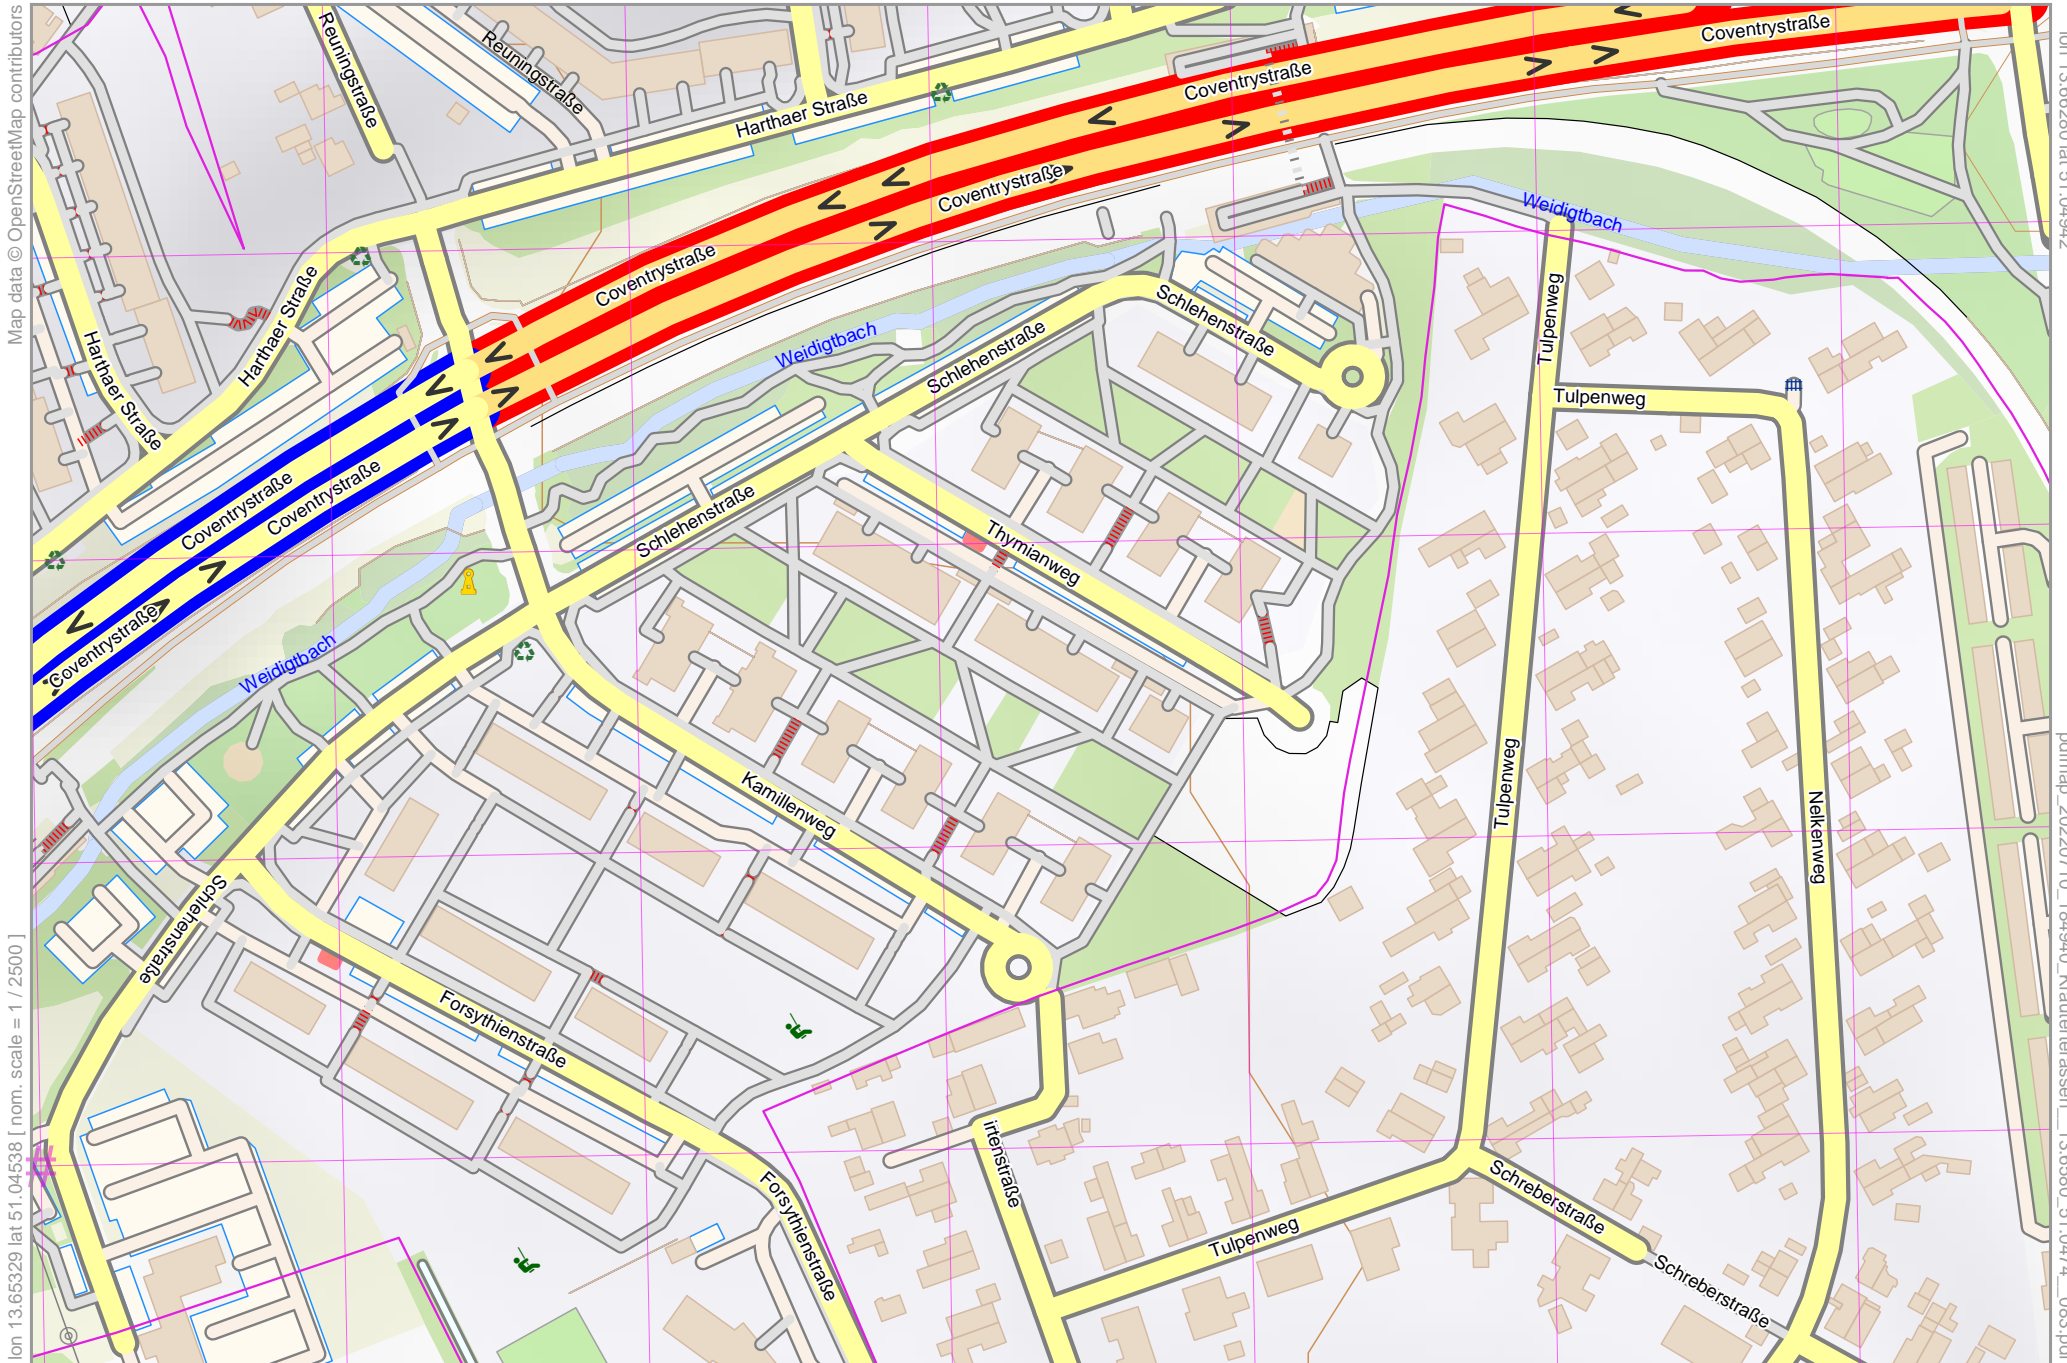 Reuningstraße
Reuningstraße
Harthaer Straße
Coventrystraße
Coventrystraße
Coventrystraße
Coventrystraße
Weidigtbach
Harthaer Straße
Harthaer Straße
Weidigtbach
Schlehenstraße
Schlehenstraße
Tulpenweg
Tulpenweg
Coventrystraße
Coventrystraße
Schlehenstraße
Thymianweg
Coventrystraße
Weidigtbach
Kamillenweg
Tulpenweg
Nelkenweg
Schlehenstraße
Forsythienstraße
Forsythienstraße
irtenstraße
Tulpenweg
Schreberstraße
Schreberstraße
Map data © OpenStreetMap contributors
lon 13.65329 lat 51.04538 [ nom. scale = 1 / 2500 ]